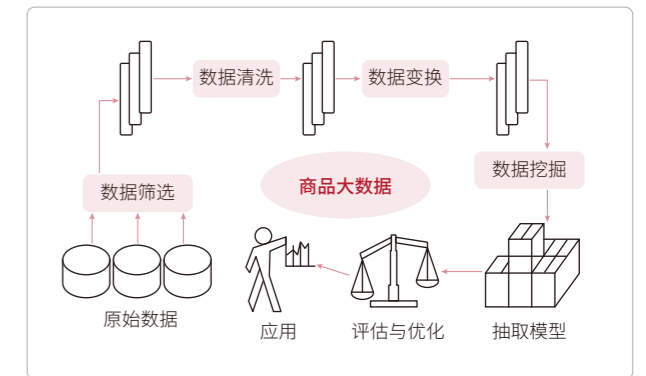 数据清洗
数据变换
数据筛选
商品大数据
数据挖掘
原始数据
应用
评估与优化
抽取模型